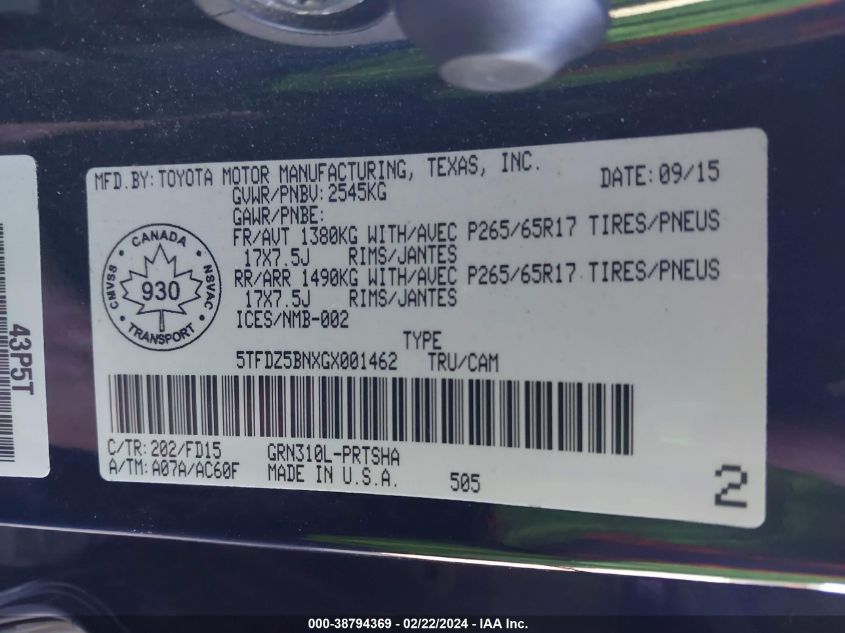 MFD.BY: TOYOTA MOTOR MANUFACTURING, TEXAS, INC. DATE: 09/15
GVWR/PNBV: 2545KG
GAWR/PNBE:
FR/AVT 1380KG WITH/AVEC P265/65R17 TIRES/PNEUS
17X7.5J RIMS/JANTES
RR/ARR 1490KG WITH/AVEC P265/65R17 TIRES/PNEUS
17X7.5J RIMS/JANTES
ICES/NMB-002
TYPE
5TFDZ5BNXGX001462 TRU/CAM
CANADA
CMVSS 930 NSVAC
TRANSPORT
C/TR: 202/FD15 GRN310L-PRTSHA
A/TM: A07A/AC60F MADE IN U.S.A. 505
2
43P5T
000-38794369 - 02/22/2024 - IAA Inc.